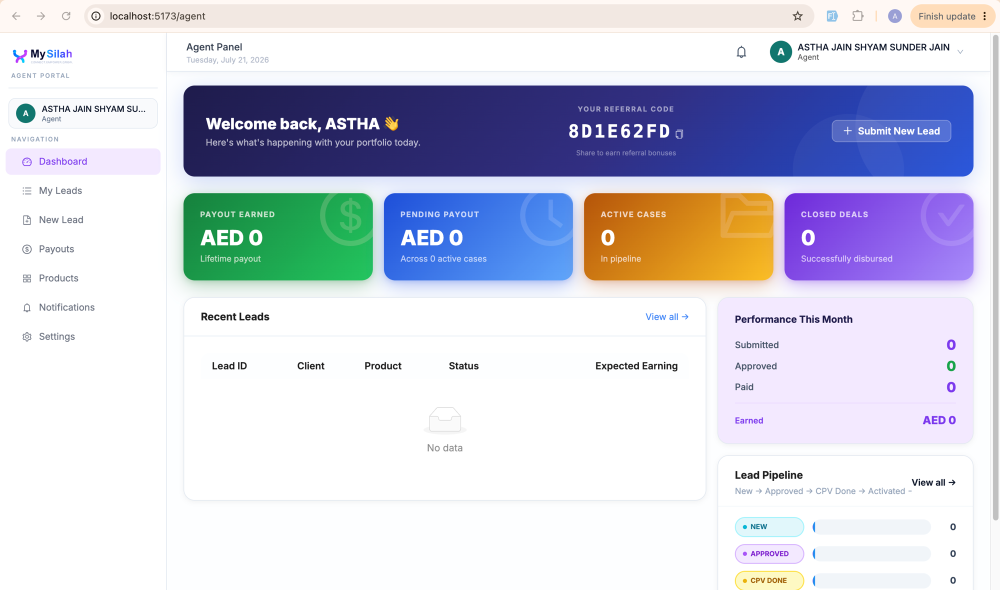 localhost:5173/agent
A
Finish update
MySilah
CONNECT.EMPOWER.GROW.
AGENT PORTAL
A
ASTHA JAIN SHYAM SU...
Agent
NAVIGATION
Dashboard
My Leads
New Lead
Payouts
Products
Notifications
Settings
Agent Panel
Tuesday, July 21, 2026
A
ASTHA JAIN SHYAM SUNDER JAIN
Agent
Welcome back, ASTHA 👋
Here's what's happening with your portfolio today.
YOUR REFERRAL CODE
8D1E62FD
Share to earn referral bonuses
+ Submit New Lead
PAYOUT EARNED
AED 0
Lifetime payout
PENDING PAYOUT
AED 0
Across 0 active cases
ACTIVE CASES
0
In pipeline
CLOSED DEALS
0
Successfully disbursed
Recent Leads
View all →
Lead ID Client Product Status Expected Earning
No data
Performance This Month
Submitted 0
Approved 0
Paid 0
Earned AED 0
Lead Pipeline
View all →
New → Approved → CPV Done → Activated -
NEW 0
APPROVED 0
CPV DONE 0